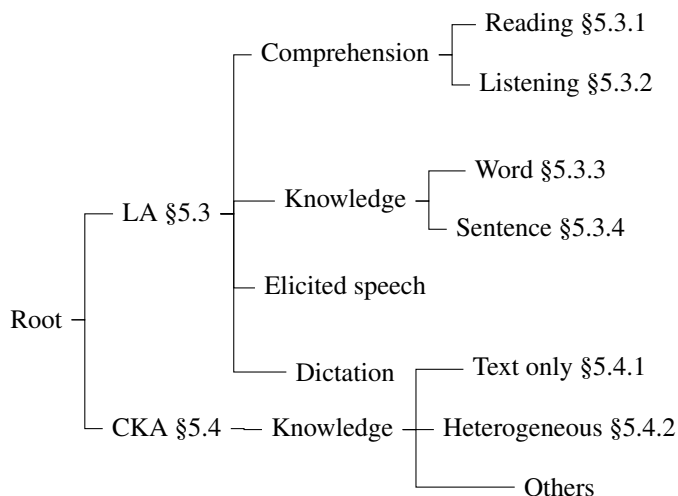 Reading §5.3.1
Comprehension
Listening §5.3.2
Word §5.3.3
Knowledge
LA §5.3
Sentence §5.3.4
Elicited speech
Root
Dictation
Text only §5.4.1
CKA §5.4
Knowledge
Heterogeneous §5.4.2
Others